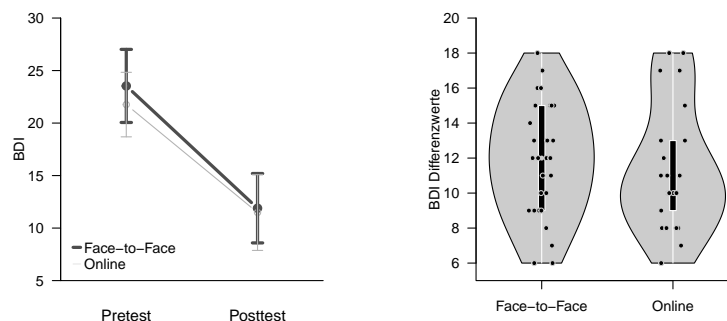 30
25
20
15
10
5
BDI
Face−to−Face
Online
Pretest
Posttest
20
18
16
14
12
10
8
6
BDI Differenzwerte
Face−to−Face
Online